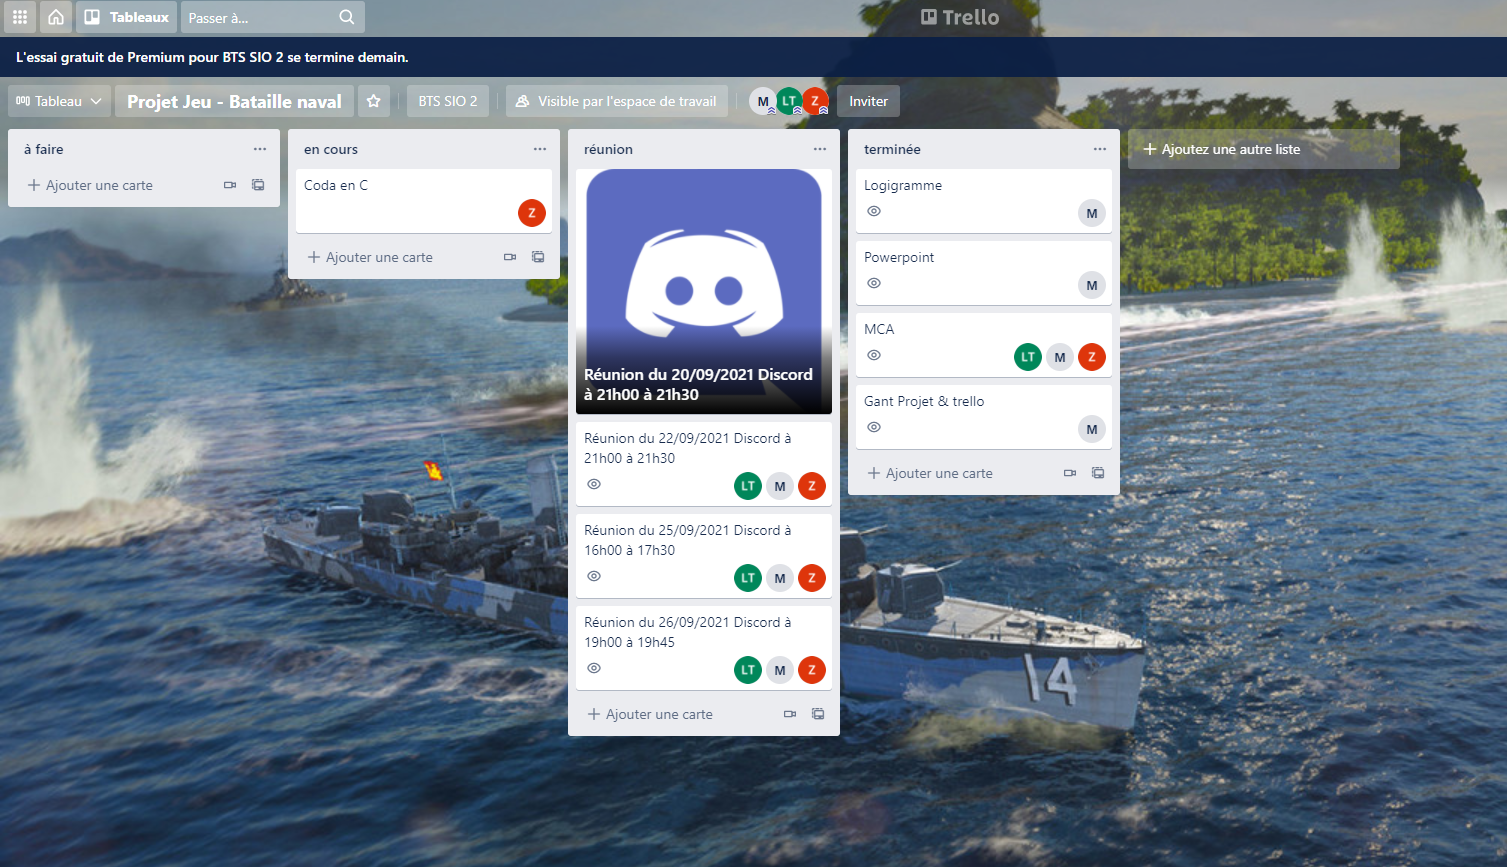 Tableaux
Passer à...
Trello
L'essai gratuit de Premium pour BTS SIO 2 se termine demain.
Tableau
Projet Jeu - Bataille naval
BTS SIO 2
Visible par l'espace de travail
M
LT
Z
Inviter
à faire
Ajouter une carte
en cours
Coda en C
Z
Ajouter une carte
réunion
Réunion du 20/09/2021 Discord
à 21h00 à 21h30
Réunion du 22/09/2021 Discord à
21h00 à 21h30
LT M Z
Réunion du 25/09/2021 Discord à
16h00 à 17h30
LT M Z
Réunion du 26/09/2021 Discord à
19h00 à 19h45
LT M Z
Ajouter une carte
terminée
Logigramme
M
Powerpoint
M
MCA
LT M Z
Gant Projet & trello
M
Ajouter une carte
Ajoutez une autre liste
14